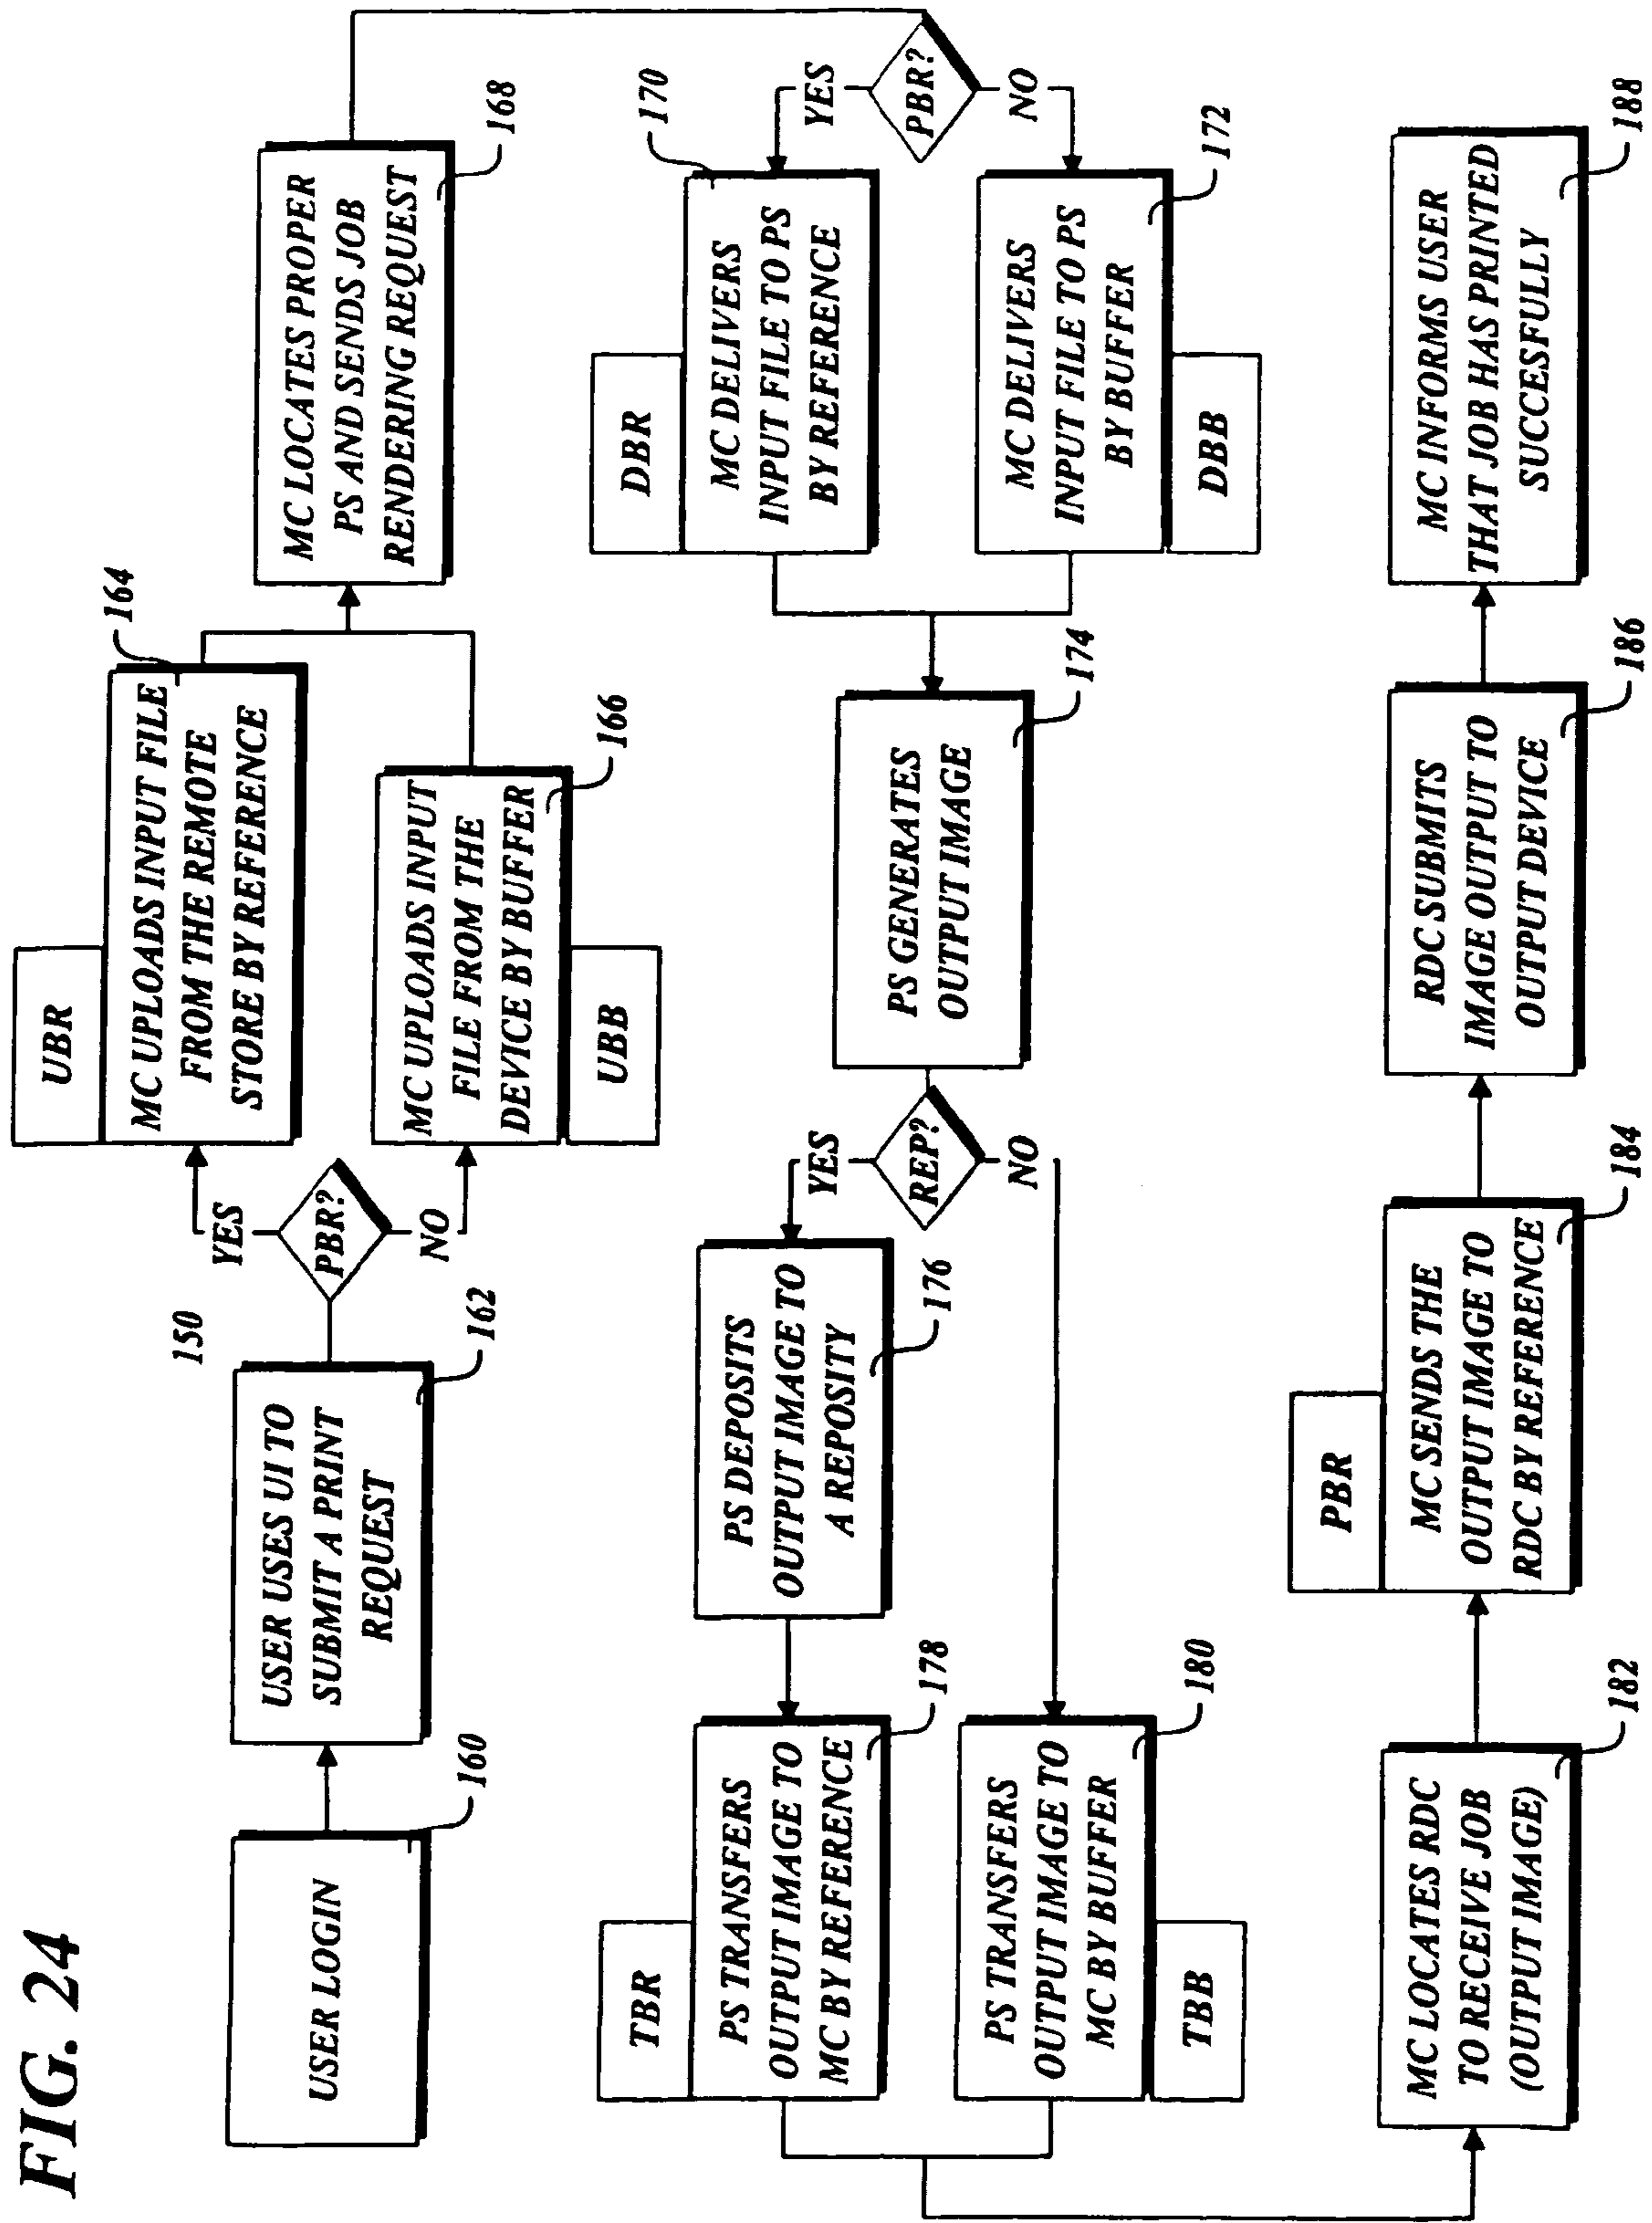 FIG. 24
150
USER LOGIN
160
USER USES UI TO
SUBMIT A PRINT
REQUEST
162
PBR?
YES
NO
UBR
MC UPLOADS INPUT FILE
FROM THE REMOTE
STORE BY REFERENCE
164
MC UPLOADS INPUT
FILE FROM THE
DEVICE BY BUFFER
UBB
166
MC LOCATES PROPER
PS AND SENDS JOB
RENDERING REQUEST
168
PBR?
YES
NO
DBR
MC DELIVERS
INPUT FILE TO PS
BY REFERENCE
170
MC DELIVERS
INPUT FILE TO PS
BY BUFFER
DBB
172
PS GENERATES
OUTPUT IMAGE
174
REP?
YES
NO
PS DEPOSITS
OUTPUT IMAGE TO
A REPOSITY
176
TBR
PS TRANSFERS
OUTPUT IMAGE TO
MC BY REFERENCE
178
PS TRANSFERS
OUTPUT IMAGE TO
MC BY BUFFER
TBB
180
MC LOCATES RDC
TO RECEIVE JOB
(OUTPUT IMAGE)
182
PBR
MC SENDS THE
OUTPUT IMAGE TO
RDC BY REFERENCE
184
RDC SUBMITS
IMAGE OUTPUT TO
OUTPUT DEVICE
186
MC INFORMS USER
THAT JOB HAS PRINTED
SUCCESFULLY
188